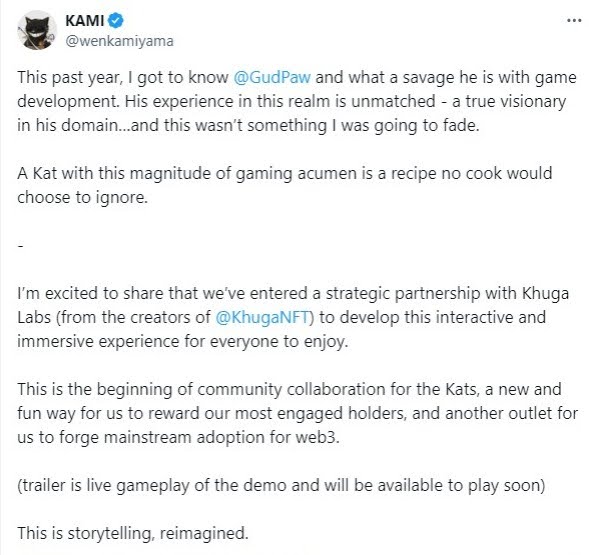 KAMI
@wenkamiyama
This past year, I got to know @GudPaw and what a savage he is with game
development. His experience in this realm is unmatched - a true visionary
in his domain...and this wasn't something I was going to fade.
A Kat with this magnitude of gaming acumen is a recipe no cook would
choose to ignore.
-
I'm excited to share that we've entered a strategic partnership with Khuga
Labs (from the creators of @KhugaNFT) to develop this interactive and
immersive experience for everyone to enjoy.
This is the beginning of community collaboration for the Kats, a new and
fun way for us to reward our most engaged holders, and another outlet for
us to forge mainstream adoption for web3.
(trailer is live gameplay of the demo and will be available to play soon)
This is storytelling, reimagined.